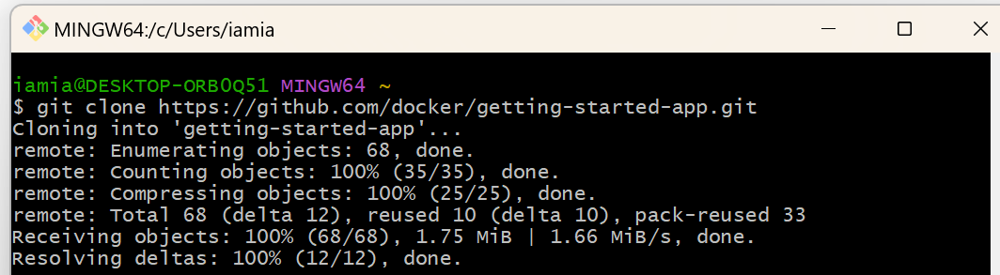 MINGW64:/c/Users/iamia
iamia@DESKTOP-ORB0Q51 MINGW64 ~
$ git clone https://github.com/docker/getting-started-app.git
Cloning into 'getting-started-app'...
remote: Enumerating objects: 68, done.
remote: Counting objects: 100% (35/35), done.
remote: Compressing objects: 100% (25/25), done.
remote: Total 68 (delta 12), reused 10 (delta 10), pack-reused 33
Receiving objects: 100% (68/68), 1.75 MiB | 1.66 MiB/s, done.
Resolving deltas: 100% (12/12), done.